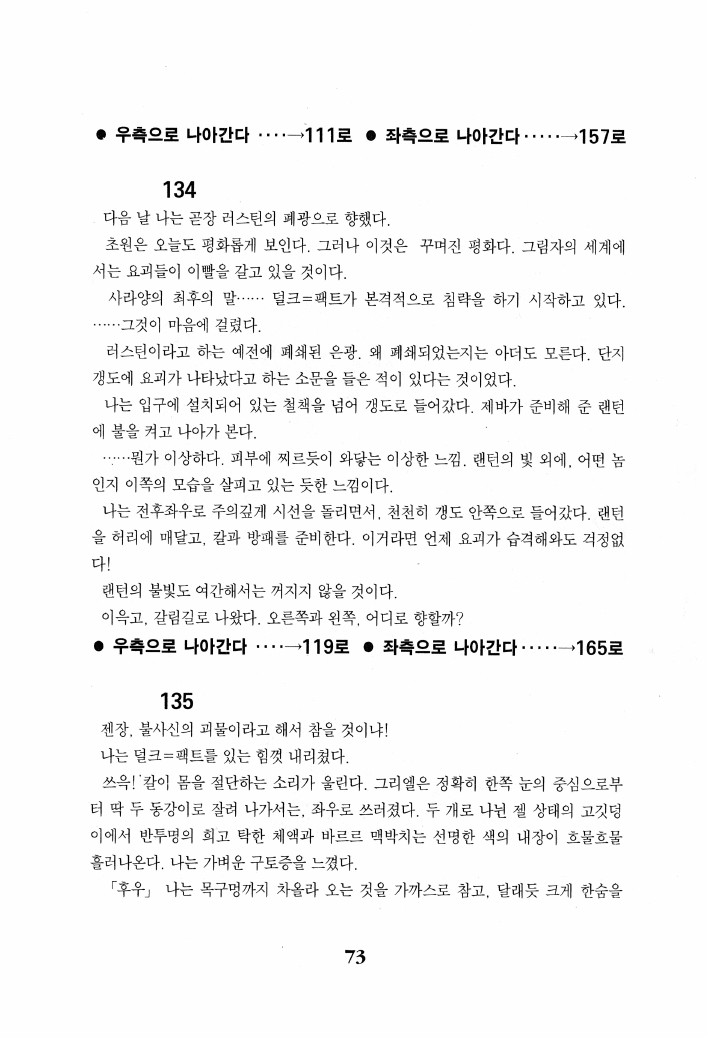 ● 우측으로 나아간다 ····→111로 ● 좌측으로 나아간다·····→157로
134
다음 날 나는 곧장 러스틴의 폐광으로 향했다.
초원은 오늘도 평화롭게 보인다. 그러나 이것은 꾸며진 평화다. 그림자의 세계에
서는 요괴들이 이빨을 갈고 있을 것이다.
사라양의 최후의 말…… 덜크=팩트가 본격적으로 침략을 하기 시작하고 있다.
……그것이 마음에 걸렸다.
러스틴이라고 하는 예전에 폐쇄된 은광. 왜 폐쇄되었는지는 아뎌도 모른다. 단지
갱도에 요괴가 나타났다고 하는 소문을 들은 적이 있다는 것이었다.
나는 입구에 설치되어 있는 철책을 넘어 갱도로 들어갔다. 제바가 준비해 준 랜턴
에 불을 켜고 나아가 본다.
……뭔가 이상하다. 피부에 찌르듯이 와닿는 이상한 느낌. 랜턴의 빛 외에, 어떤 놈
인지 이쪽의 모습을 살피고 있는 듯한 느낌이다.
나는 전후좌우로 주의깊게 시선을 돌리면서, 천천히 갱도 안쪽으로 들어갔다. 랜턴
을 허리에 매달고, 칼과 방패를 준비한다. 이거라면 언제 요괴가 습격해와도 걱정없
다!
랜턴의 불빛도 여간해서는 꺼지지 않을 것이다.
이윽고, 갈림길로 나왔다. 오른쪽과 왼쪽, 어디로 향할까?
● 우측으로 나아간다 ····→119로 ● 좌측으로 나아간다·····→165로
135
젠장, 불사신의 괴물이라고 해서 참을 것이냐!
나는 덜크=팩트를 있는 힘껏 내리쳤다.
쓰윽! 칼이 몸을 절단하는 소리가 울린다. 그리엘은 정확히 한쪽 눈의 중심으로부
터 딱 두 동강이로 잘려 나가서는, 좌우로 쓰러졌다. 두 개로 나뉜 젤 상태의 고깃덩
이에서 반투명의 희고 탁한 체액과 바르르 맥박치는 선명한 색의 내장이 흐물흐물
흘러나온다. 나는 가벼운 구토증을 느꼈다.
「후우」 나는 목구멍까지 차올라 오는 것을 가까스로 참고, 달래듯 크게 한숨을
73